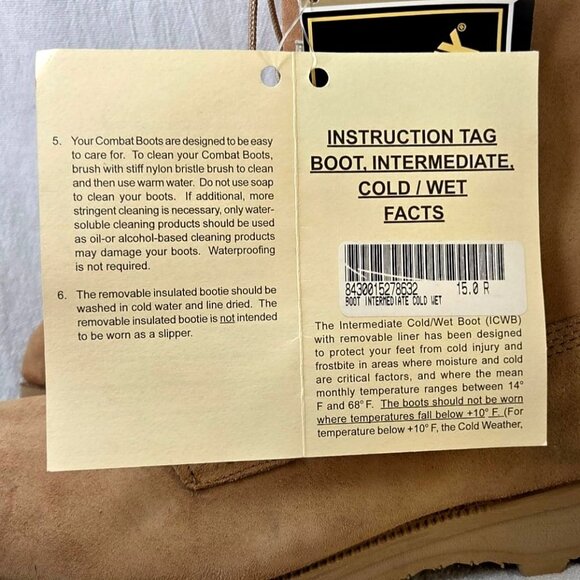 5. Your Combat Boots are designed to be easy
to care for. To clean your Combat Boots,
brush with stiff nylon bristle brush to clean
and then use warm water. Do not use soap
to clean your boots. If additional, more
stringent cleaning is necessary, only water-
soluble cleaning products should be used
as oil-or alcohol-based cleaning products
may damage your boots. Waterproofing
is not required.
6. The removable insulated bootie should be
washed in cold water and line dried. The
removable insulated bootie is not intended
to be worn as a slipper.
INSTRUCTION TAG
BOOT, INTERMEDIATE,
COLD / WET
FACTS
8430015278632 15.0 R
BOOT INTERMEDIATE COLD WET
The Intermediate Cold/Wet Boot (ICWB)
with removable liner has been designed
to protect your feet from cold injury and
frostbite in areas where moisture and cold
are critical factors, and where the mean
monthly temperature ranges between 14°
F and 68° F. The boots should not be worn
where temperatures fall below +10° F. (For
temperature below +10° F, the Cold Weather,